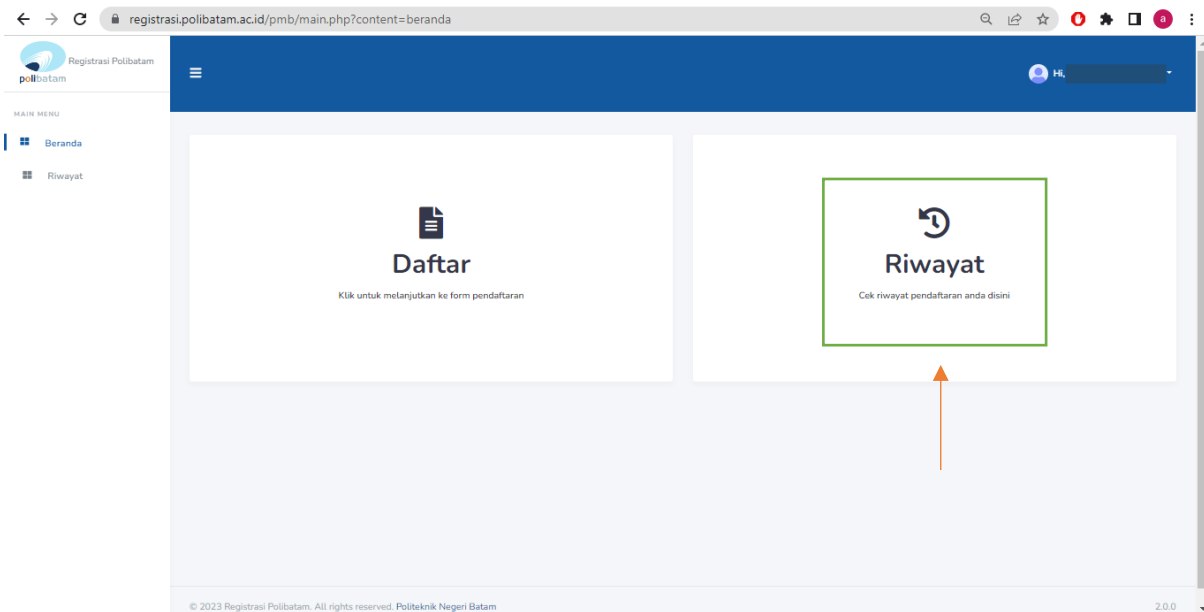 registrasi.polibatam.ac.id/pmb/main.php?content=beranda
a
polibatam
Registrasi Polibatam
Hi,
MAIN MENU
Beranda
Riwayat
Daftar
Klik untuk melanjutkan ke form pendaftaran
Riwayat
Cek riwayat pendaftaran anda disini
© 2023 Registrasi Polibatam. All rights reserved. Politeknik Negeri Batam
2.0.0